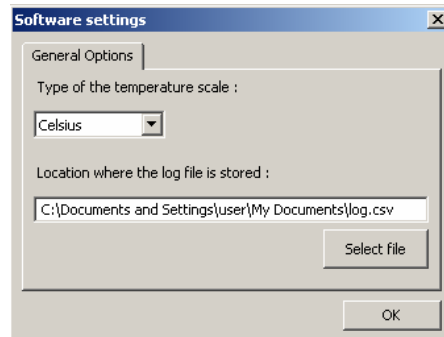 Software settings
General Options
Type of the temperature scale :
Celsius
Location where the log file is stored :
C:\Documents and Settings\user\My Documents\log.csv
Select file
OK